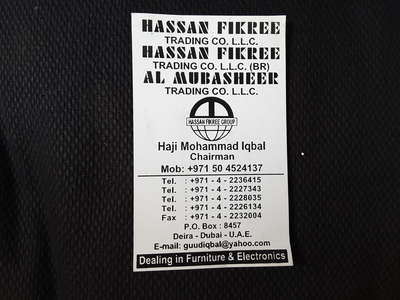 HASSAN FIKREE
TRADING CO. L.L.C.
HASSAN FIKREE
TRADING CO. L.L.C. (BR)
AL MUBASHEER
TRADING CO. L.L.C.
HASSAN FIKREE GROUP
Haji Mohammad Iqbal
Chairman
Mob: +971 50 4524137
Tel. : +971 - 4 - 2236415
Tel. : +971 - 4 - 2227343
Tel. : +971 - 4 - 2228035
Tel. : +971 - 4 - 2226134
Fax : +971 - 4 - 2232004
P.O. Box : 8457
Deira - Dubai - U.A.E.
E-mail: guudiqbal@yahoo.com
Dealing in Furniture & Electronics